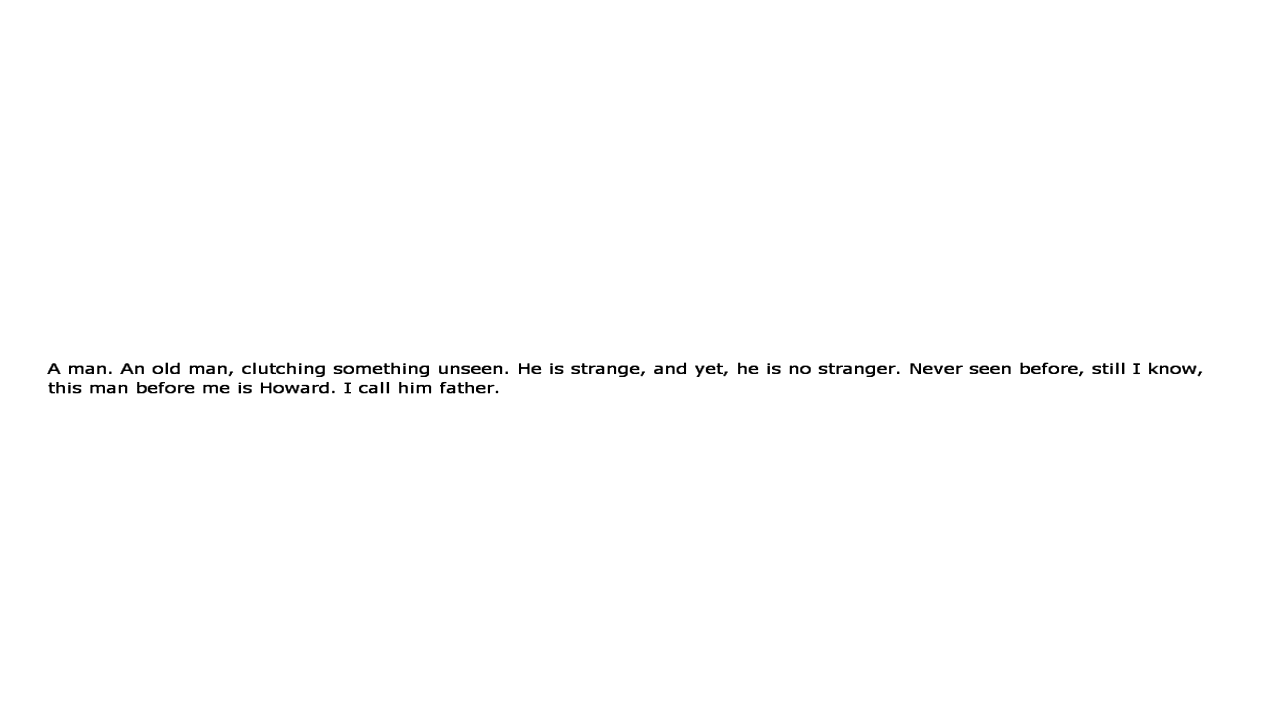 A man. An old man, clutching something unseen. He is strange, and yet, he is no stranger. Never seen before, still I know,
this man before me is Howard. I call him father.